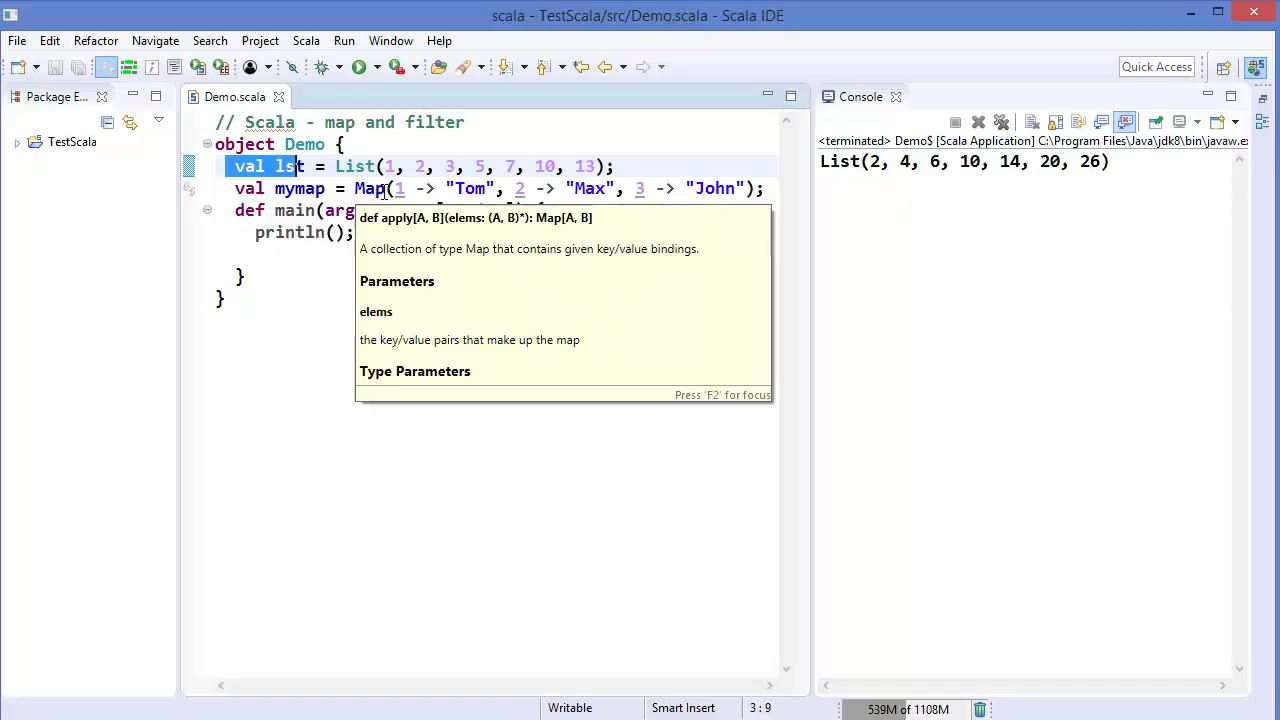 scala - TestScala/src/Demo.scala - Scala IDE
File Edit Refactor Navigate Search Project Scala Run Window Help
Quick Access
Package E...
TestScala
Demo.scala
// Scala - map and filter
object Demo {
val lst = List(1, 2, 3, 5, 7, 10, 13);
val mymap = Map(1 -> "Tom", 2 -> "Max", 3 -> "John");
def main(arg
println();
}
}
def apply[A, B](elems: (A, B)*): Map[A, B]
A collection of type Map that contains given key/value bindings.
Parameters
elems
the key/value pairs that make up the map
Type Parameters
Press 'F2' for focus
Console
<terminated> Demo$ [Scala Application] C:\Program Files\Java\jdk8\bin\javaw.ex
List(2, 4, 6, 10, 14, 20, 26)
Writable Smart Insert 3 : 9 539M of 1108M